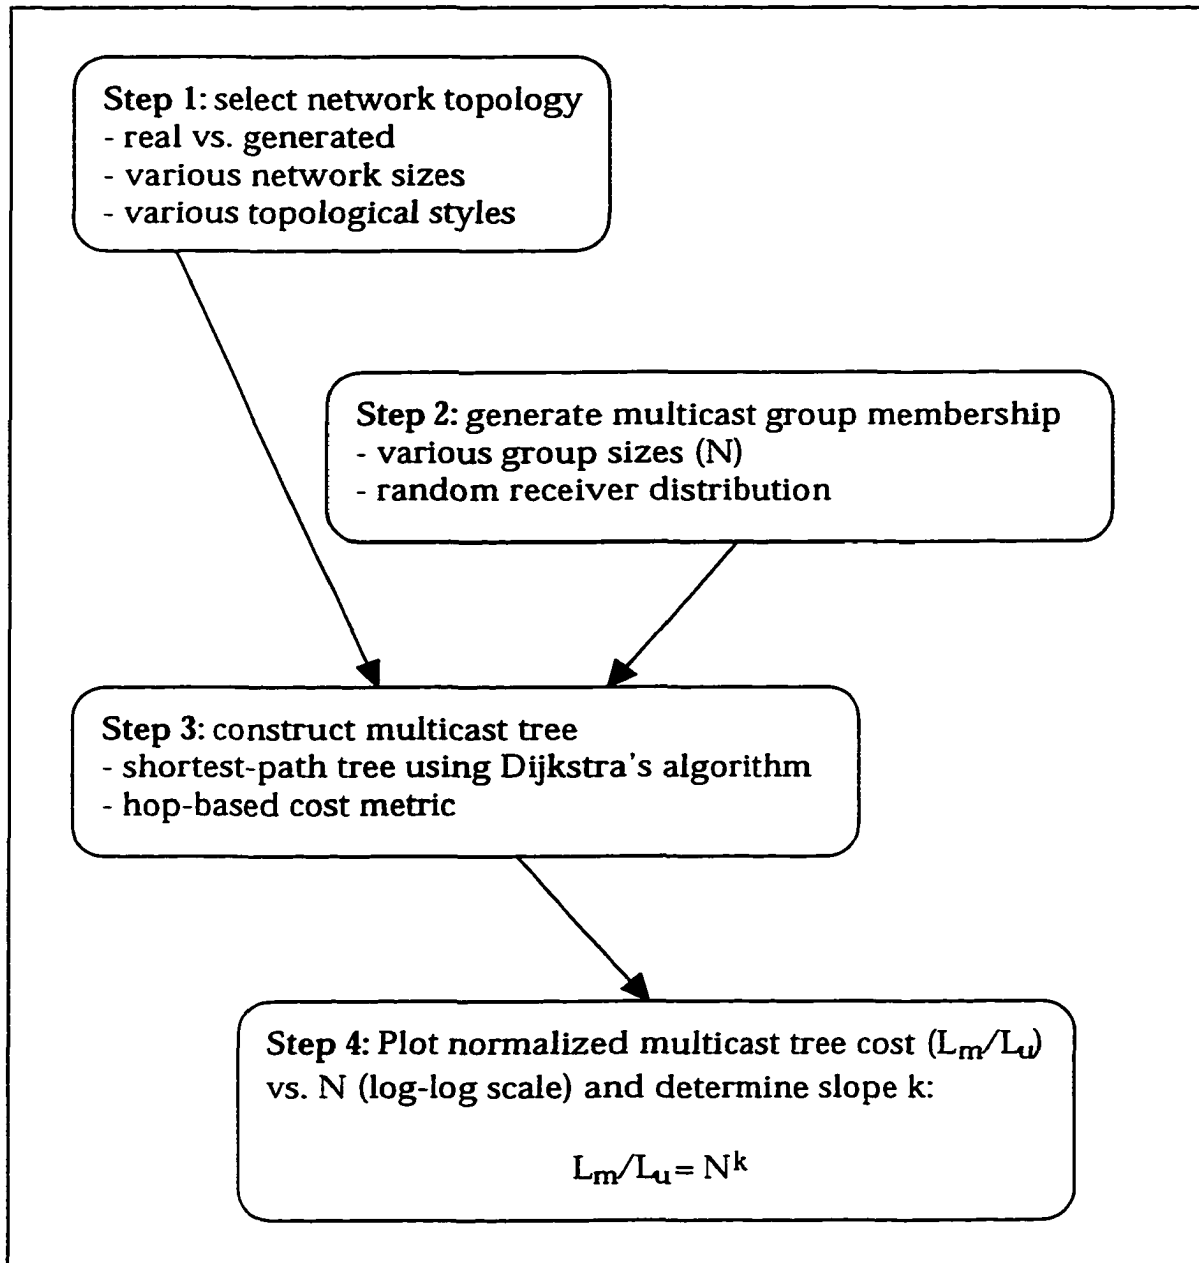 Step 1: select network topology
- real vs. generated
- various network sizes
- various topological styles
Step 2: generate multicast group membership
- various group sizes (N)
- random receiver distribution
Step 3: construct multicast tree
- shortest-path tree using Dijkstra's algorithm
- hop-based cost metric
Step 4: Plot normalized multicast tree cost (Lm/Lu)
vs. N (log-log scale) and determine slope k:
Lm/Lu= Nk